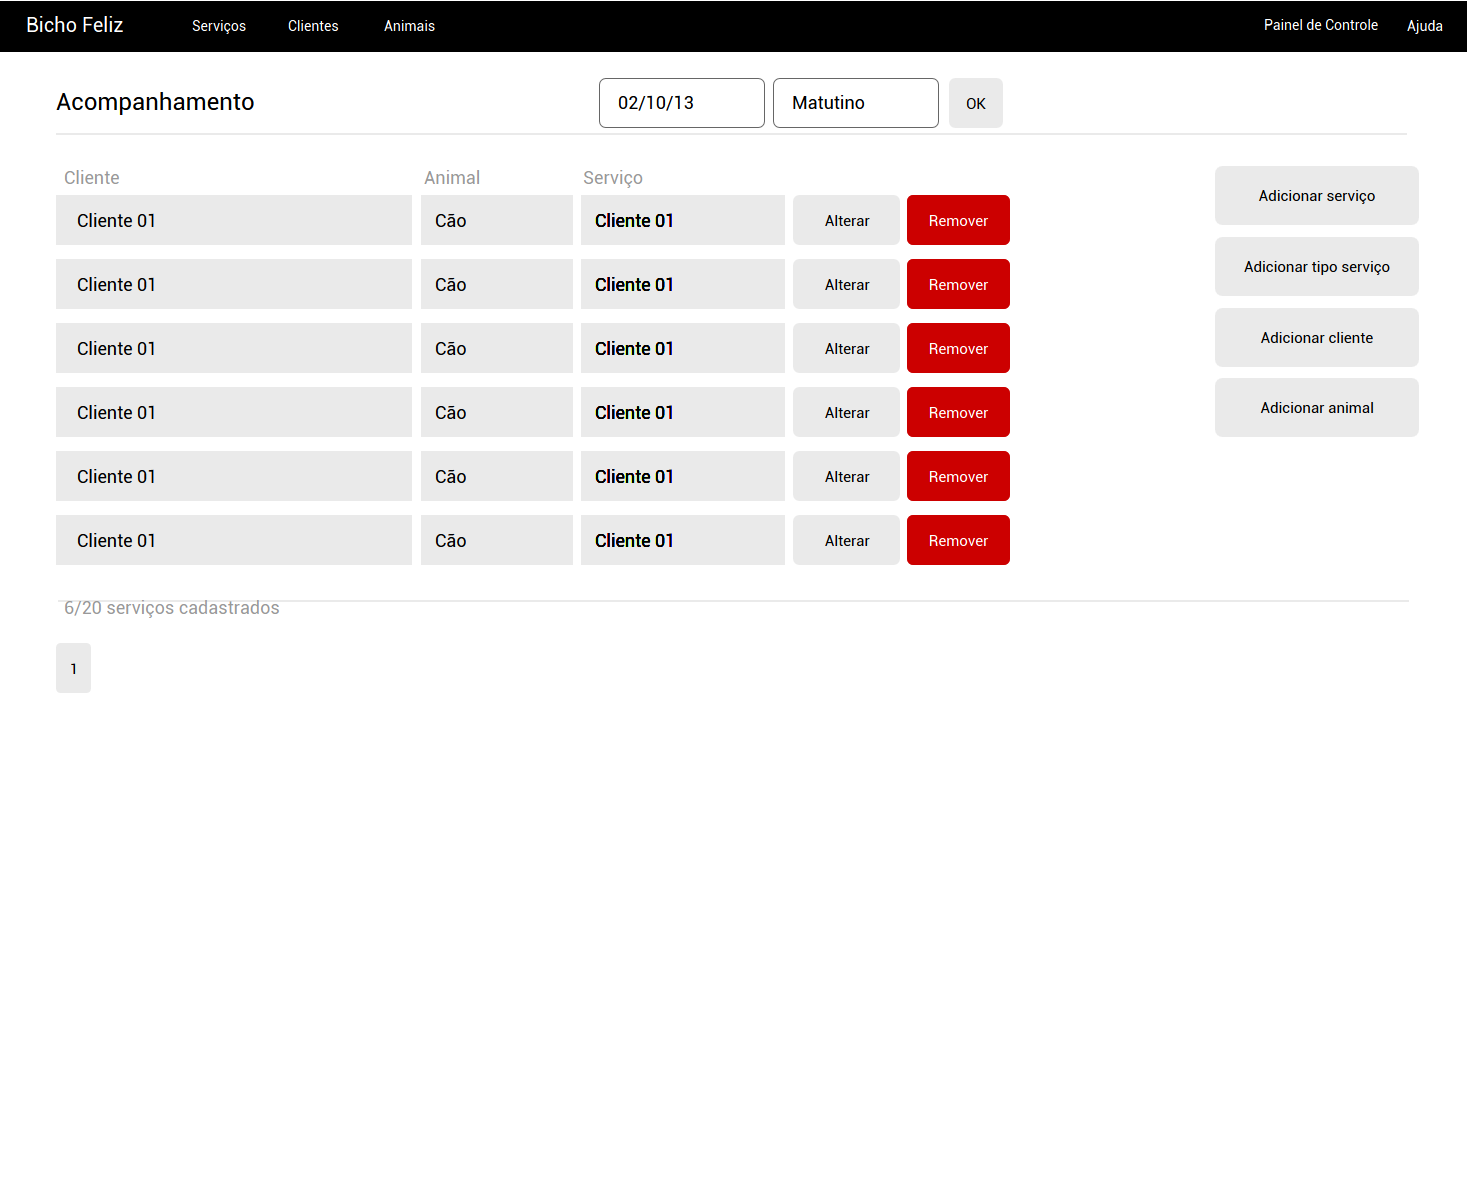 Bicho Feliz Serviços Clientes Animais Painel de Controle Ajuda
Acompanhamento 02/10/13 Matutino OK
Cliente Animal Serviço
Cliente 01 Cão Cliente 01 Alterar Remover
Cliente 01 Cão Cliente 01 Alterar Remover
Cliente 01 Cão Cliente 01 Alterar Remover
Cliente 01 Cão Cliente 01 Alterar Remover
Cliente 01 Cão Cliente 01 Alterar Remover
Cliente 01 Cão Cliente 01 Alterar Remover
Adicionar serviço
Adicionar tipo serviço
Adicionar cliente
Adicionar animal
6/20 serviços cadastrados
1